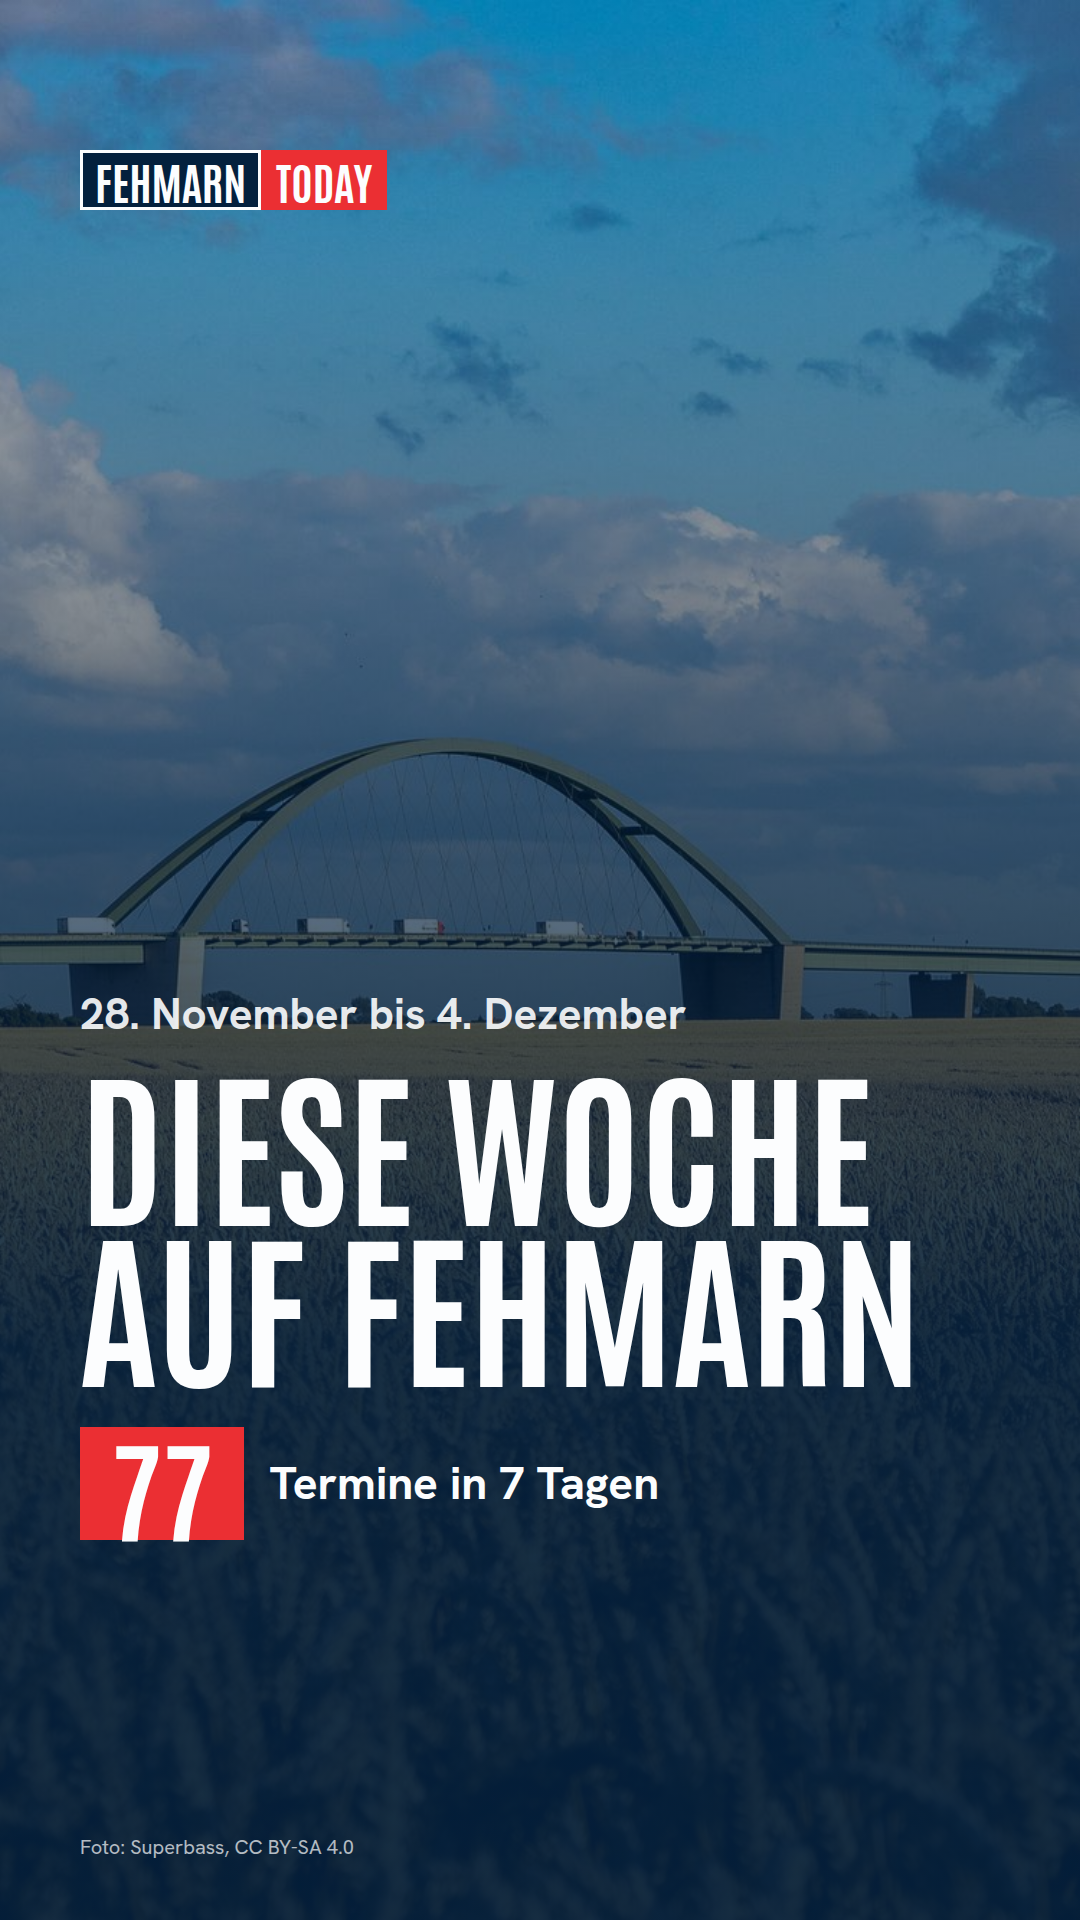 FEHMARN TODAY
28. November bis 4. Dezember
DIESE WOCHE
AUF FEHMARN
77 Termine in 7 Tagen
Foto: Superbass, CC BY-SA 4.0